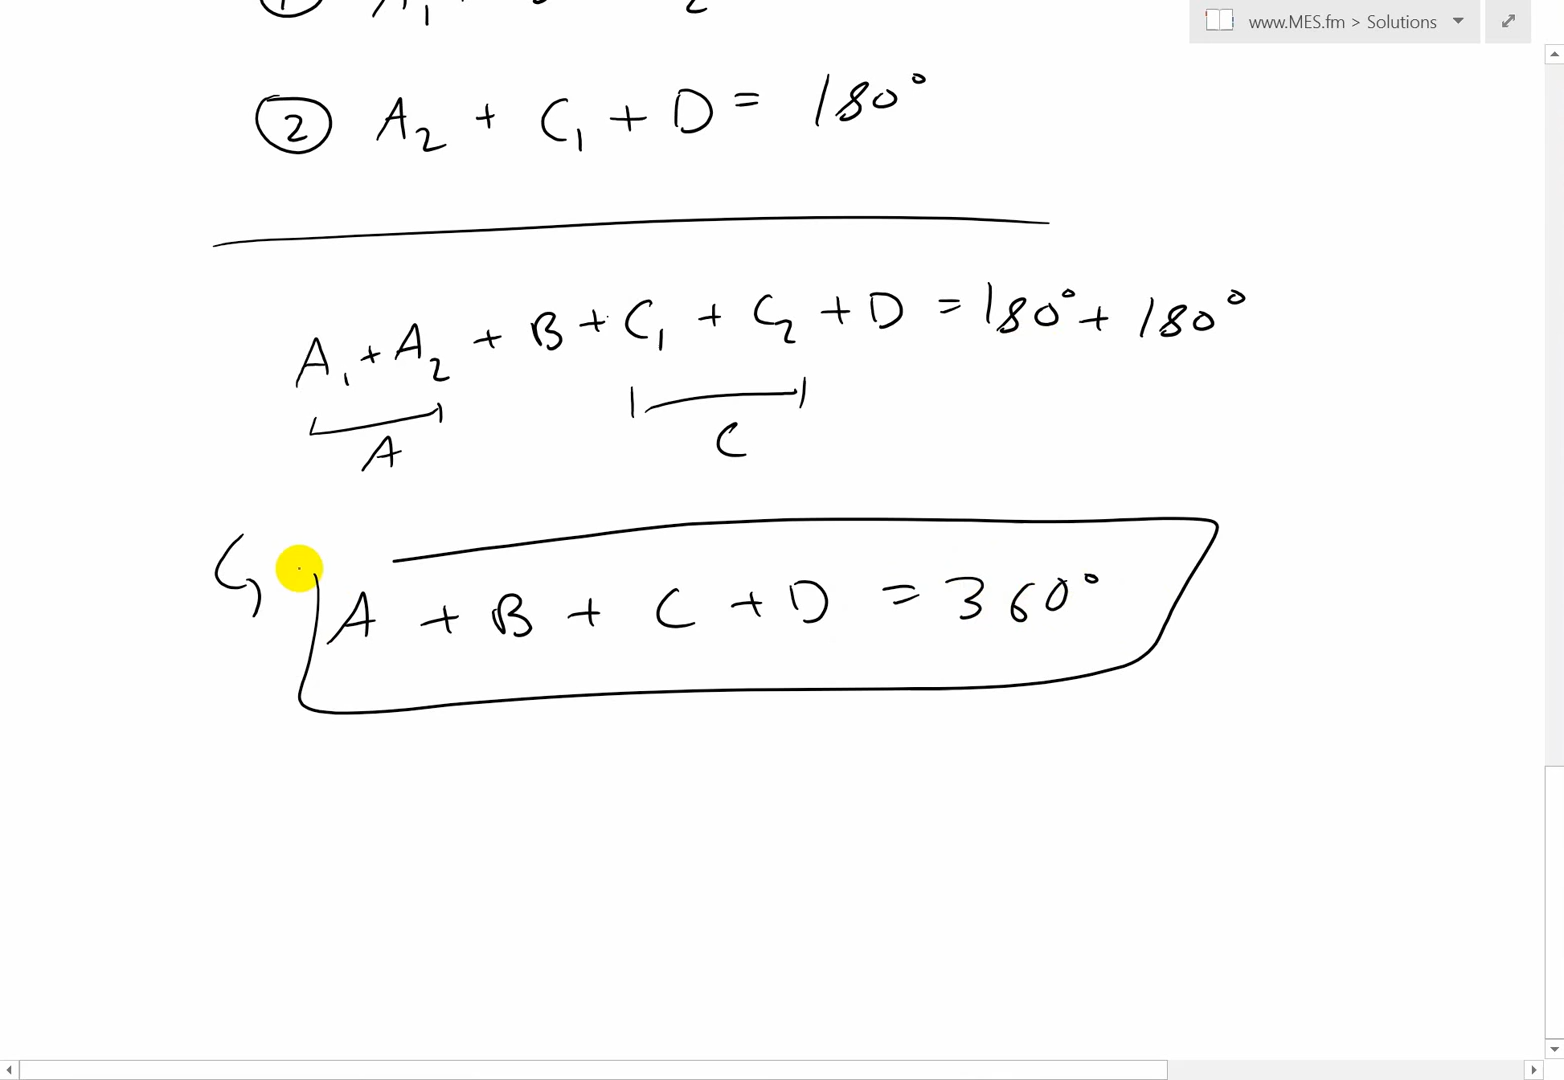 www.MES.fm > Solutions
② A₂ + C₁ + D = 180°
A₁ + A₂ + B + C₁ + C₂ + D = 180° + 180°
A C
A + B + C + D = 360°